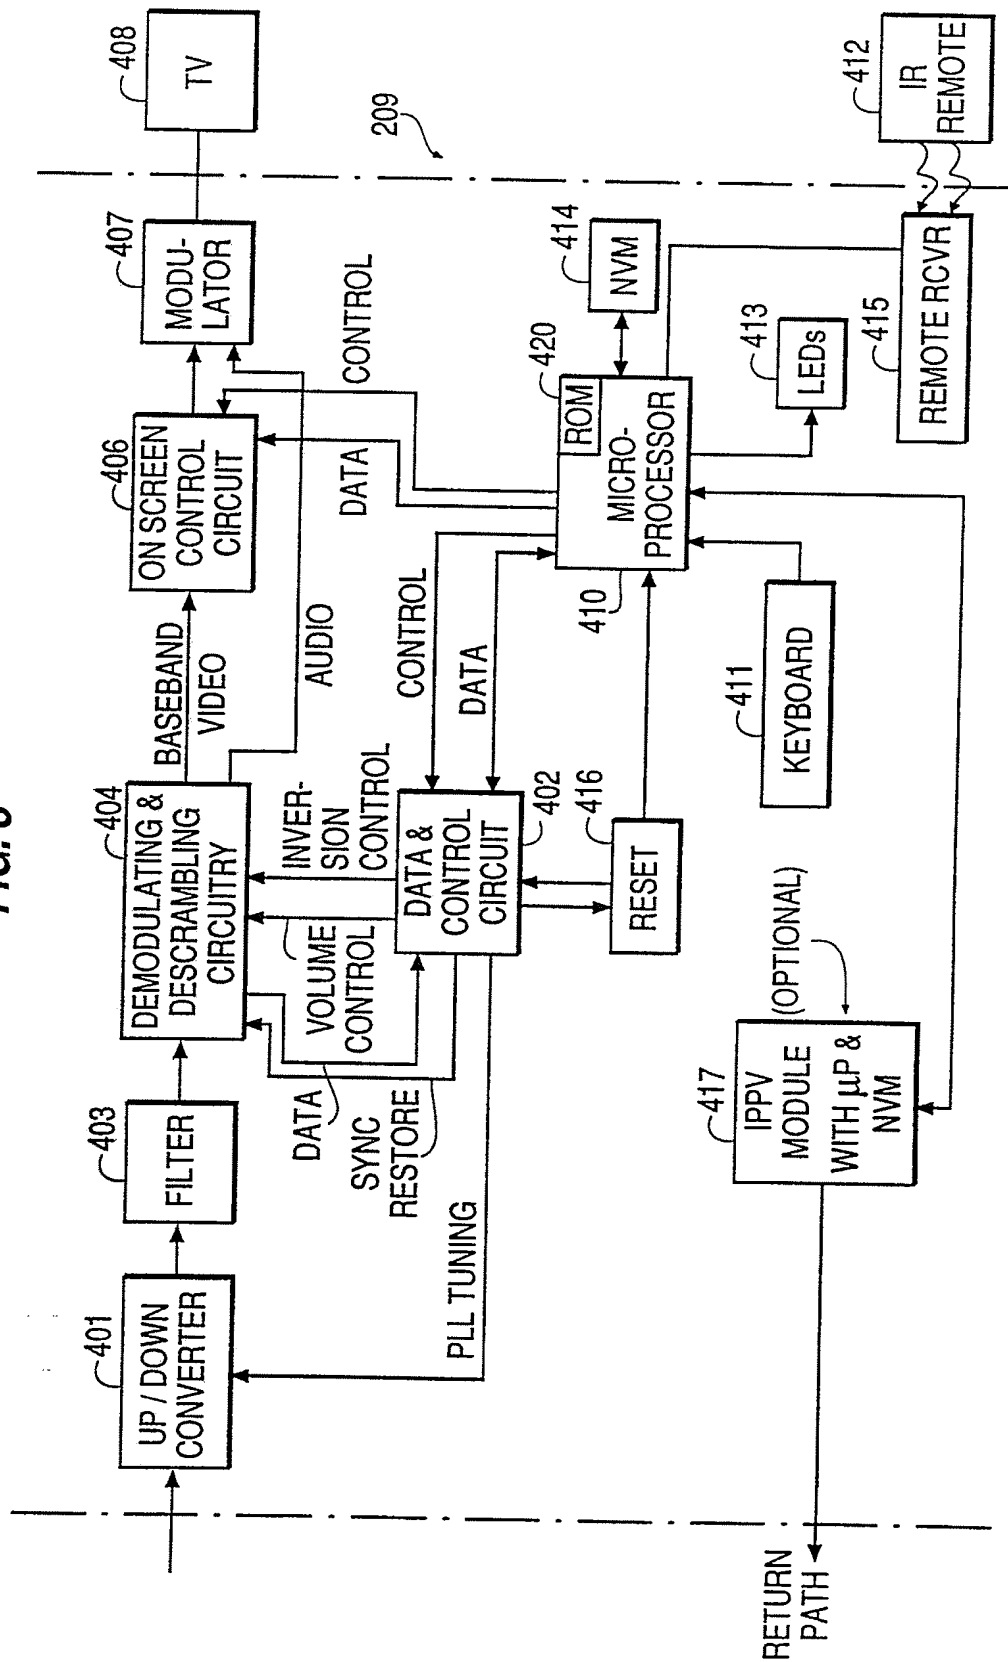 401
UP / DOWN
CONVERTER
403
FILTER
404
DEMODULATING &
DESCRAMBLING
CIRCUITRY
BASEBAND
VIDEO
406
ON SCREEN
CONTROL
CIRCUIT
407
MODU-
LATOR
408
TV
209
AUDIO
DATA
SYNC
RESTORE
VOLUME
CONTROL
INVER-
SION CONTROL
PLL TUNING
402
DATA &
CONTROL
CIRCUIT
CONTROL
DATA
DATA
CONTROL
416
RESET
410
420
ROM
MICRO-
PROCESSOR
414
NVM
413
LEDs
412
IR
REMOTE
415
REMOTE RCVR
411
KEYBOARD
417
IPPV
MODULE
WITH μP &
NVM
(OPTIONAL)
RETURN
PATH